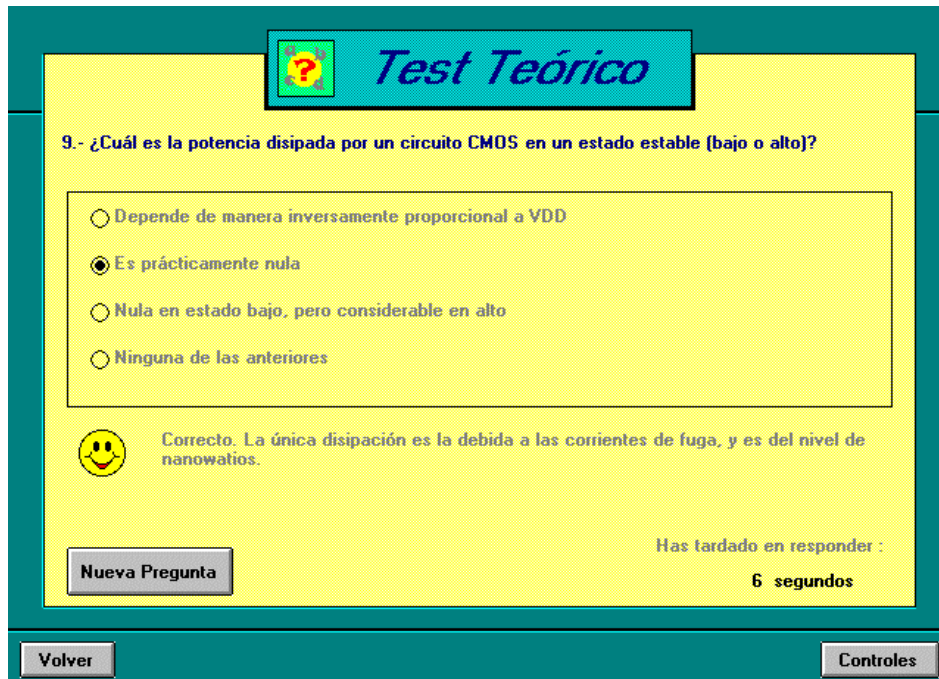 a b
?
c d
Test Teórico
9.- ¿Cuál es la potencia disipada por un circuito CMOS en un estado estable (bajo o alto)?
Depende de manera inversamente proporcional a VDD
Es prácticamente nula
Nula en estado bajo, pero considerable en alto
Ninguna de las anteriores
Correcto. La única disipación es la debida a las corrientes de fuga, y es del nivel de
nanowatios.
Has tardado en responder :
Nueva Pregunta
6 segundos
Volver
Controles